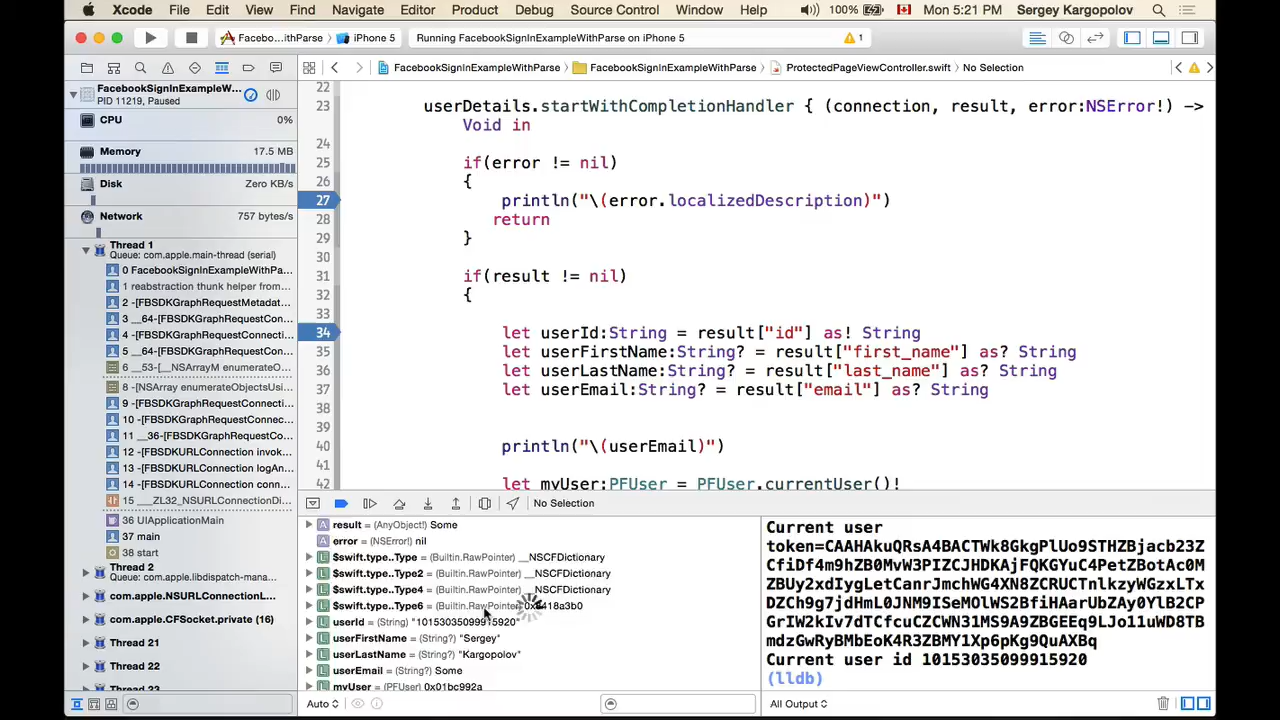 Xcode File Edit View Find Navigate Editor Product Debug Source Control Window Help 100% Mon 5:21 PM Sergey Kargopolov
Facebo...ithParse iPhone 5 Running FacebookSignInExampleWithParse on iPhone 5 1
FacebookSignInExampleWithParse FacebookSignInExampleWithParse ProtectedPageViewController.swift No Selection
FacebookSignInExampleW...
PID 11219, Paused
CPU 0%
Memory 17.5 MB
Disk Zero KB/s
Network 757 bytes/s
Thread 1
Queue: com.apple.main-thread (serial)
0 FacebookSignInExampleWithPa...
1 reabstraction thunk helper from...
2 -[FBSDKGraphRequestMetadat...
3 __64-[FBSDKGraphRequestCon...
4 -[FBSDKGraphRequestConnecti...
5 __64-[FBSDKGraphRequestCon...
6 __53-[__NSArrayM enumerateO...
8 -[NSArray enumerateObjectsUsin...
9 -[FBSDKGraphRequestConnecti...
10 -[FBSDKGraphRequestConnec...
11 __36-[FBSDKGraphRequestCo...
12 -[FBSDKURLConnection invok...
13 -[FBSDKURLConnection logAn...
14 -[FBSDKURLConnection conn...
15 ___ZL32_NSURLConnectionDi...
36 UIApplicationMain
37 main
38 start
Thread 2
Queue: com.apple.libdispatch-mana...
com.apple.NSURLConnectionL...
com.apple.CFSocket.private (16)
Thread 21
Thread 22
Thread 23
22
23 userDetails.startWithCompletionHandler { (connection, result, error:NSError!) ->
Void in
24
25 if(error != nil)
26 {
27 println("\(error.localizedDescription)")
28 return
29 }
30
31 if(result != nil)
32 {
33
34 let userId:String = result["id"] as! String
35 let userFirstName:String? = result["first_name"] as? String
36 let userLastName:String? = result["last_name"] as? String
37 let userEmail:String? = result["email"] as? String
38
39
40 println("\(userEmail)")
41
42 let myUser:PFUser = PFUser.currentUser()!
No Selection
result = (AnyObject!) Some
error = (NSError!) nil
$swift.type..Type = (Builtin.RawPointer) __NSCFDictionary
$swift.type..Type2 = (Builtin.RawPointer) __NSCFDictionary
$swift.type..Type4 = (Builtin.RawPointer) __NSCFDictionary
$swift.type..Type6 = (Builtin.RawPointer
userId = (String) "10153035099915920"
userFirstName = (String?) "Sergey"
userLastName = (String?) "Kargopolov"
userEmail = (String?) Some
myUser = (PFUser) 0x01bc992a
Auto
Current user
token=CAAHAkuQRsA4BACTWk8GkgPlUo9STHZBjacb23Z
CfiDf4m9hZB0MvW3PIZCJHDKAjFQKGYuC4PetZBotAc0M
ZBUy2xdIygLetCanrJmchWG4XN8ZCRUCTnlkzyWGzxLTx
DZCh9g7jdHmL0JNM9ISeMOlWS2BfiHAarUbZAy0YlB2CP
GrIW2kIv7dTCfcuCZCWN31MS9A9ZBGEEq9LJo11uWD8TB
mdzGwRyBMbEoK4R3ZBMY1Xp6pKg9QuAXBq
Current user id 10153035099915920
(lldb)
All Output